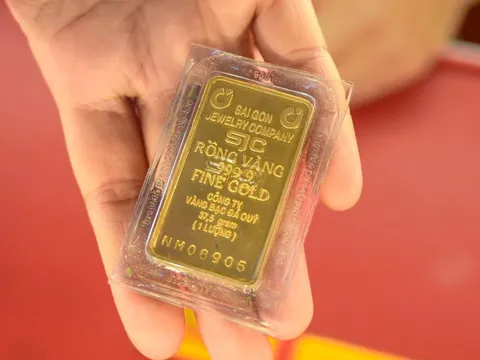 SAIGON
JEWELRY COMPANY
SJC
RỒNG VÀNG
999.9
FINE GOLD
CÔNG TY
VÀNG BẠC ĐÁ QUÝ
37,5 gram
(1 LƯỢNG)
NM08905